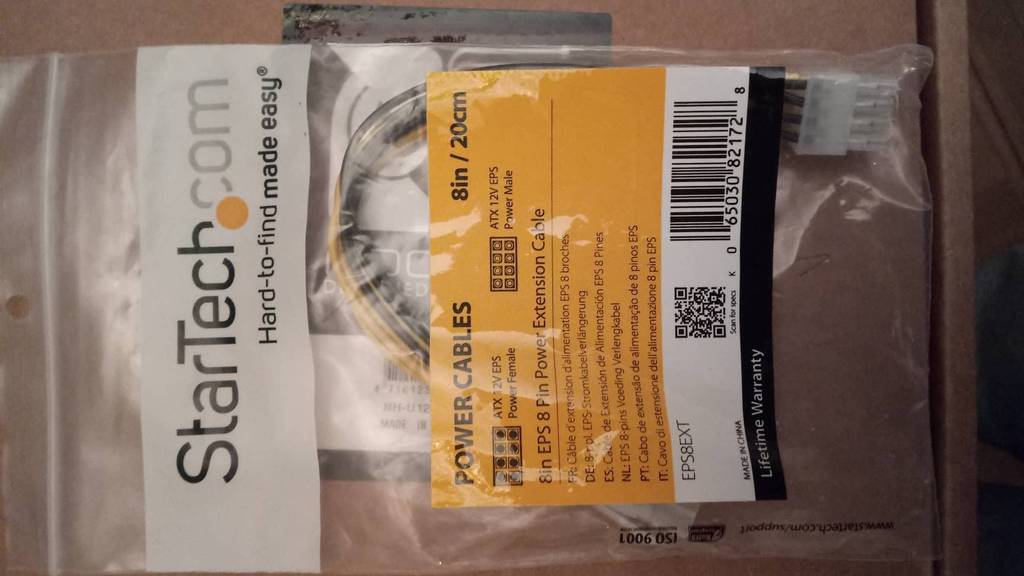 StarTech.com
Hard-to-find made easy®
POWER CABLES 8in / 20cm
ATX 12V EPS
Power Female
ATX 12V EPS
Power Male
8in EPS 8 Pin Power Extension Cable
FR: Câble d'extension d'alimentation EPS 8 broches
DE: 8 pol. EPS Stromkabelverlängerung
ES: Cable de Extensión de Alimentación EPS 8 Pines
NL: EPS 8-pins Voeding Verlengkabel
PT: Cabo de extensão de alimentação de 8 pinos EPS
IT: Cavo di estensione dell'alimentazione 8 pin EPS
EPS8EXT
Scan for specs
K
0 65030 82172 8
MADE IN CHINA
Lifetime Warranty
ISO 9001
www.startech.com/support
NH-U12
MADE IN